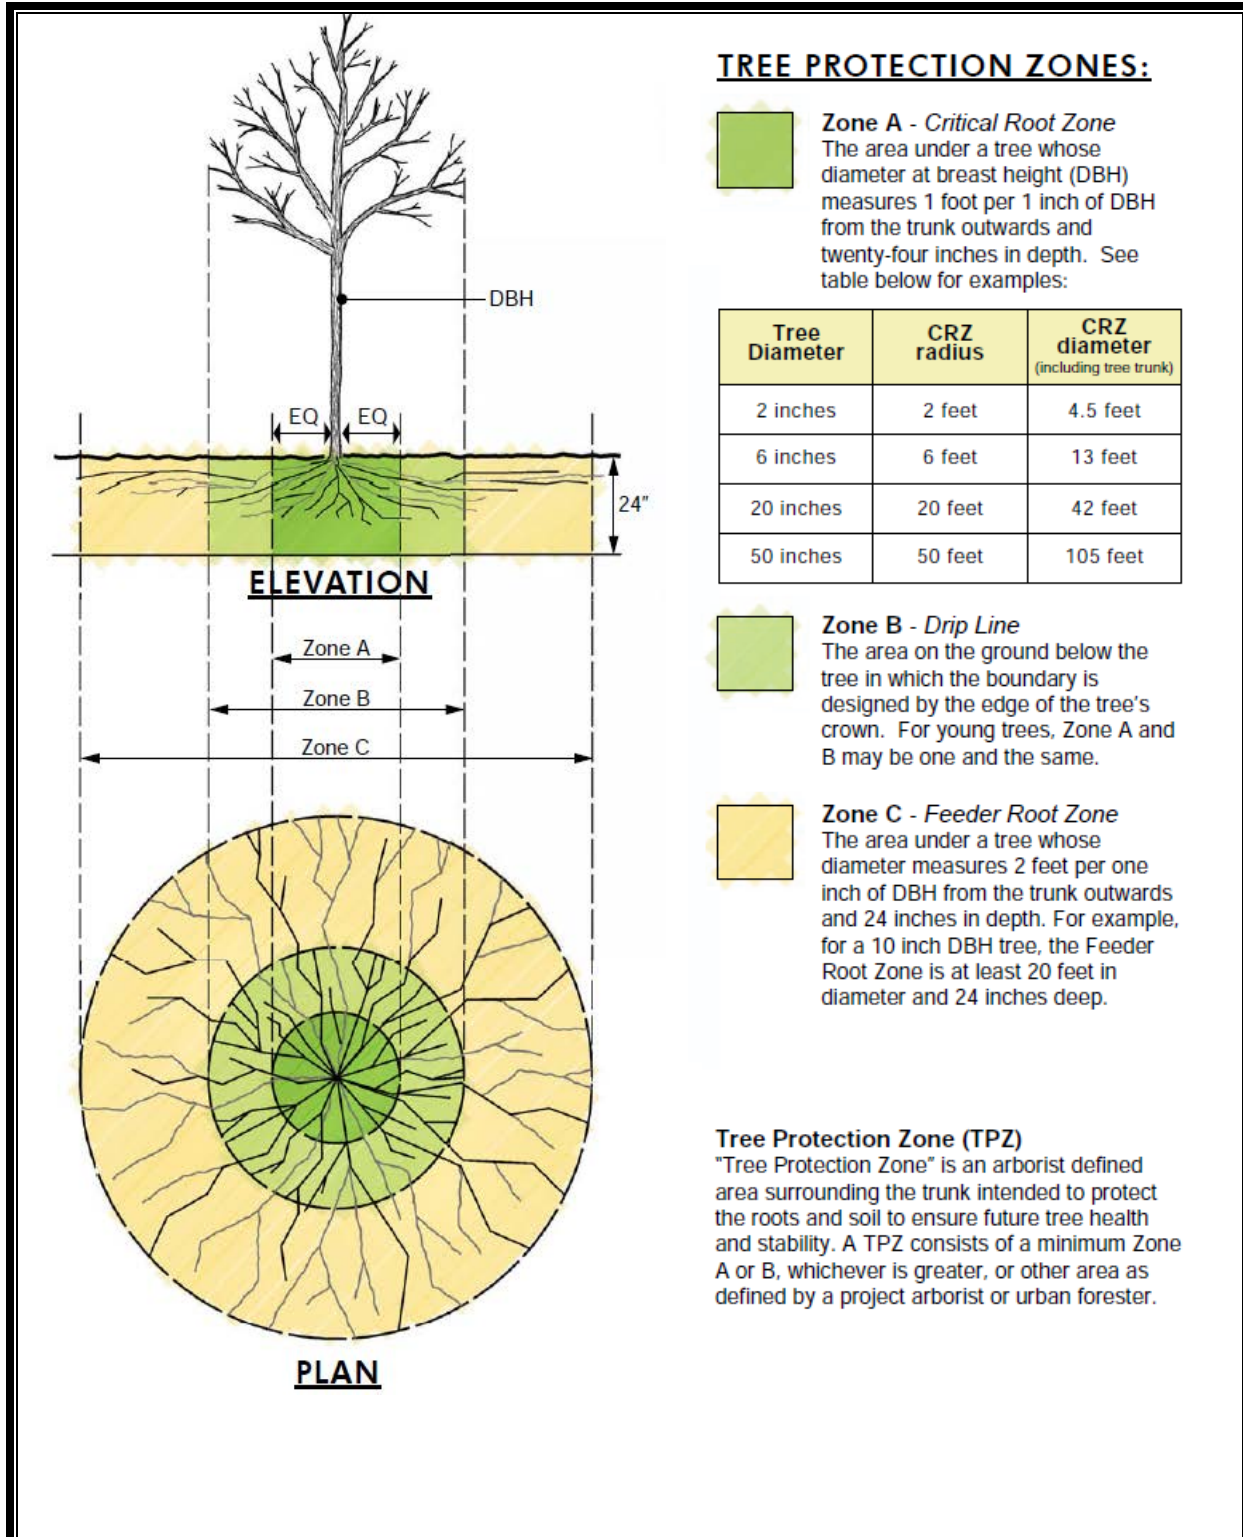 TREE PROTECTION ZONES:
Zone A - Critical Root Zone
The area under a tree whose
diameter at breast height (DBH)
measures 1 foot per 1 inch of DBH
from the trunk outwards and
twenty-four inches in depth. See
table below for examples:
Tree Diameter CRZ radius CRZ diameter (including tree trunk)
2 inches 2 feet 4.5 feet
6 inches 6 feet 13 feet
20 inches 20 feet 42 feet
50 inches 50 feet 105 feet
Zone B - Drip Line
The area on the ground below the
tree in which the boundary is
designed by the edge of the tree's
crown. For young trees, Zone A and
B may be one and the same.
Zone C - Feeder Root Zone
The area under a tree whose
diameter measures 2 feet per one
inch of DBH from the trunk outwards
and 24 inches in depth. For example,
for a 10 inch DBH tree, the Feeder
Root Zone is at least 20 feet in
diameter and 24 inches deep.
Tree Protection Zone (TPZ)
"Tree Protection Zone" is an arborist defined
area surrounding the trunk intended to protect
the roots and soil to ensure future tree health
and stability. A TPZ consists of a minimum Zone
A or B, whichever is greater, or other area as
defined by a project arborist or urban forester.
DBH
EQ EQ
24"
ELEVATION
Zone A
Zone B
Zone C
PLAN